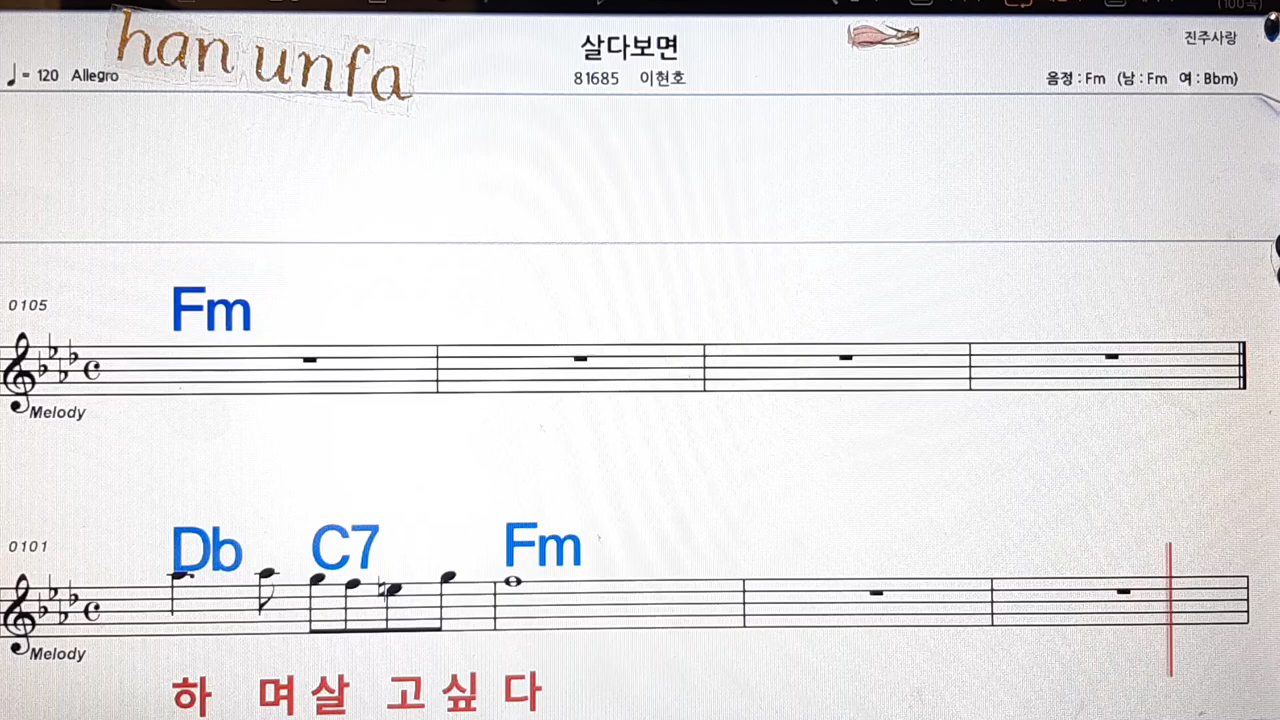 han unfa
살다보면
진주사랑
♩= 120 Allegro
81685 이현호
음정 : Fm (남 : Fm 여 : Bbm)
0105
Fm
Melody
0101
Db C7 Fm
Melody
하 며 살 고 싶 다